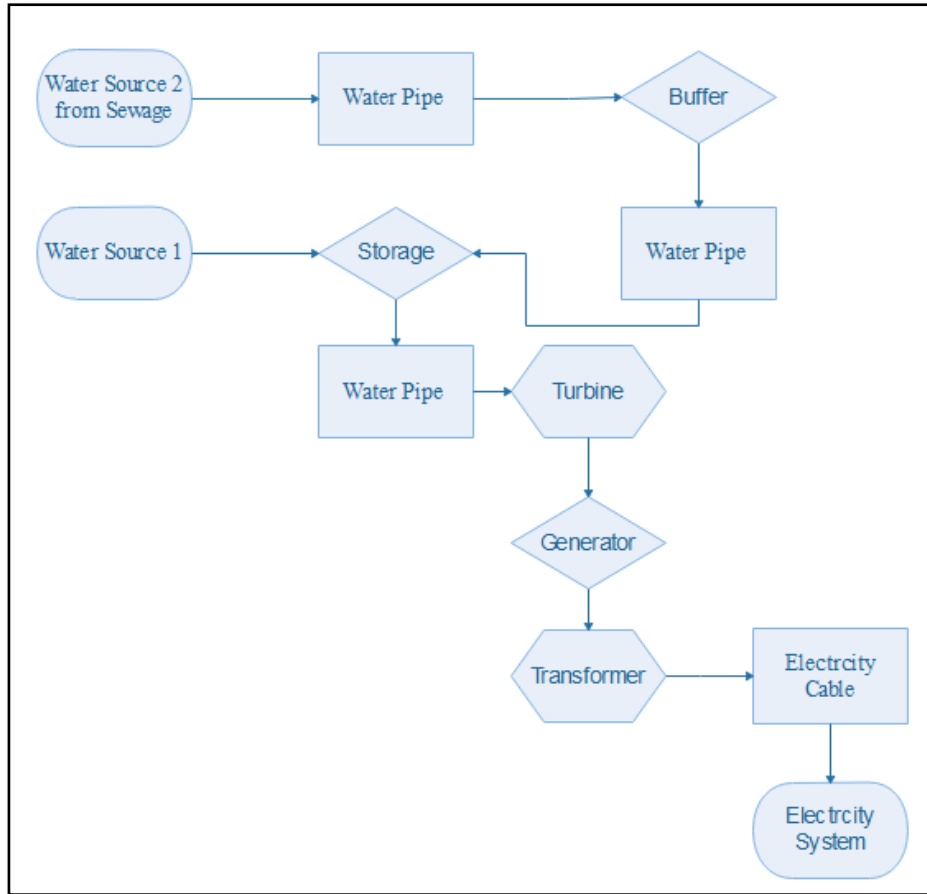 Water Source 2
from Sewage
Water Pipe
Buffer
Water Source 1
Storage
Water Pipe
Water Pipe
Turbine
Generator
Transformer
Electrcity
Cable
Electrcity
System